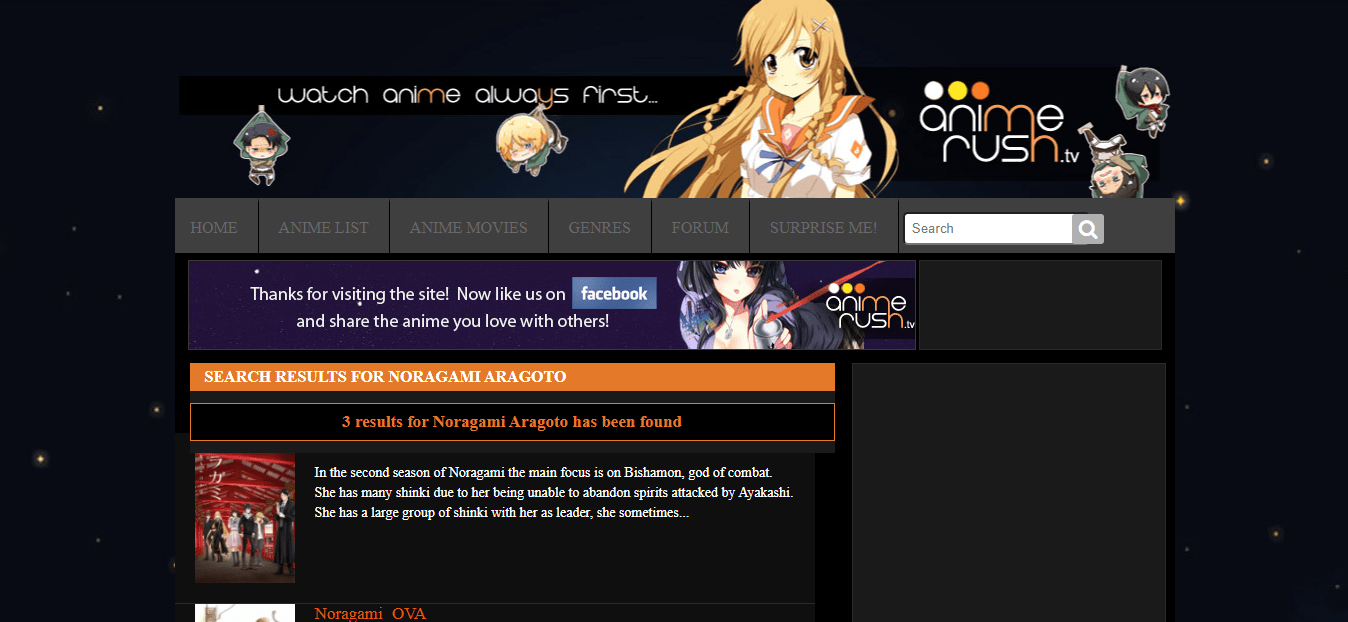 watch anime always first...
anime
rush.tv
HOME
ANIME LIST
ANIME MOVIES
GENRES
FORUM
SURPRISE ME!
Search
Thanks for visiting the site! Now like us on facebook
and share the anime you love with others!
anime
rush.tv
SEARCH RESULTS FOR NORAGAMI ARAGOTO
3 results for Noragami Aragoto has been found
ラガミ
In the second season of Noragami the main focus is on Bishamon, god of combat.
She has many shinki due to her being unable to abandon spirits attacked by Ayakashi.
She has a large group of shinki with her as leader, she sometimes...
Noragami_OVA